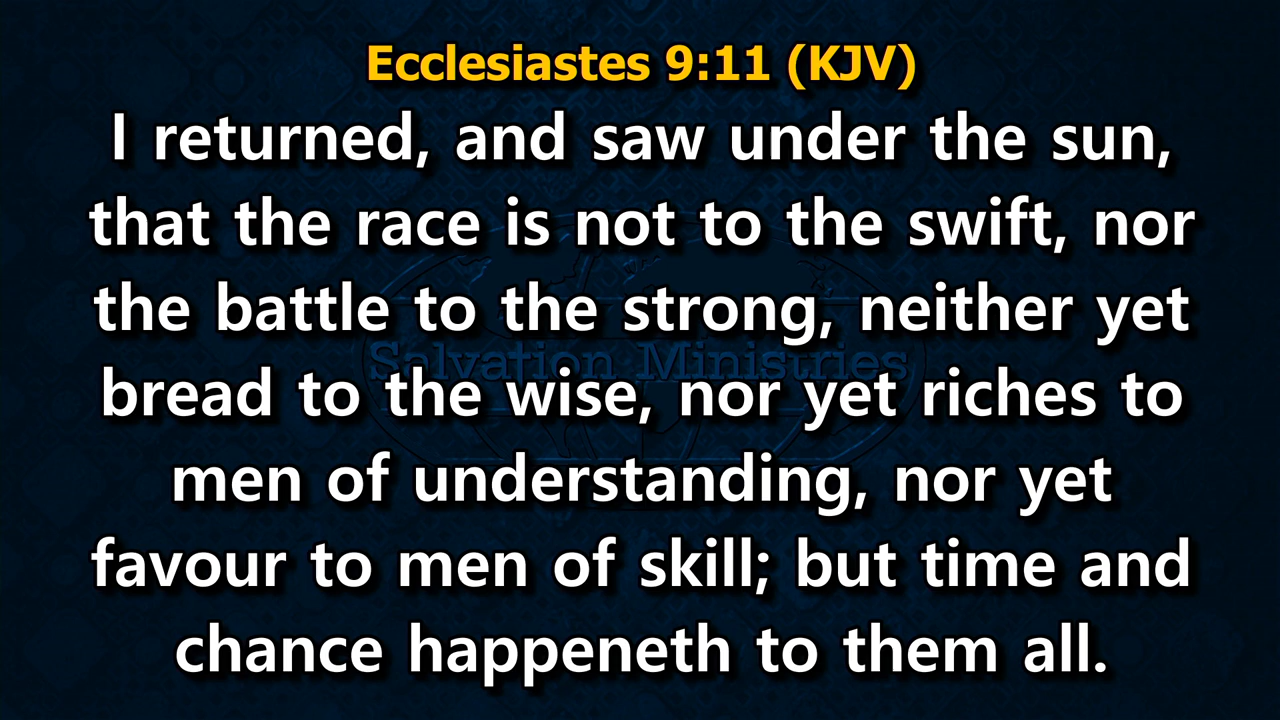 Ecclesiastes 9:11 (KJV)
I returned, and saw under the sun,
that the race is not to the swift, nor
the battle to the strong, neither yet
Salvation Ministries
bread to the wise, nor yet riches to
men of understanding, nor yet
favour to men of skill; but time and
chance happeneth to them all.